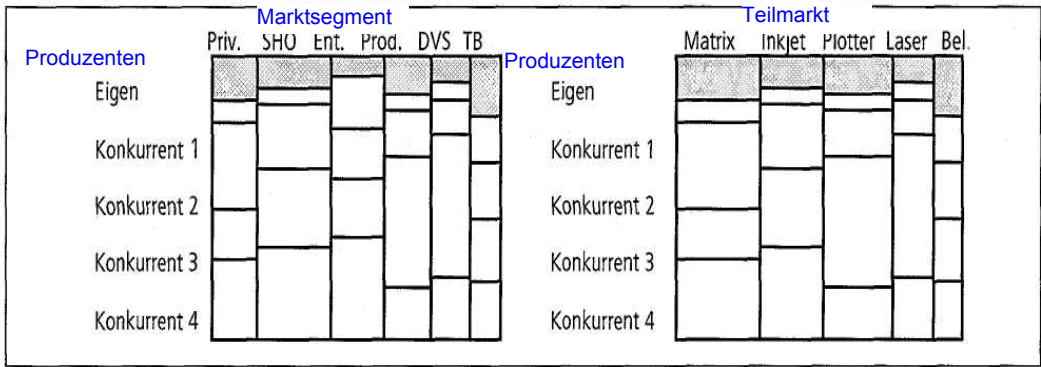 Marktsegment
Priv. SHO Ent. Prod. DVS TB
Produzenten
Eigen
Konkurrent 1
Konkurrent 2
Konkurrent 3
Konkurrent 4
Teilmarkt
Matrix Inkjet Plotter Laser Bel.
Produzenten
Eigen
Konkurrent 1
Konkurrent 2
Konkurrent 3
Konkurrent 4